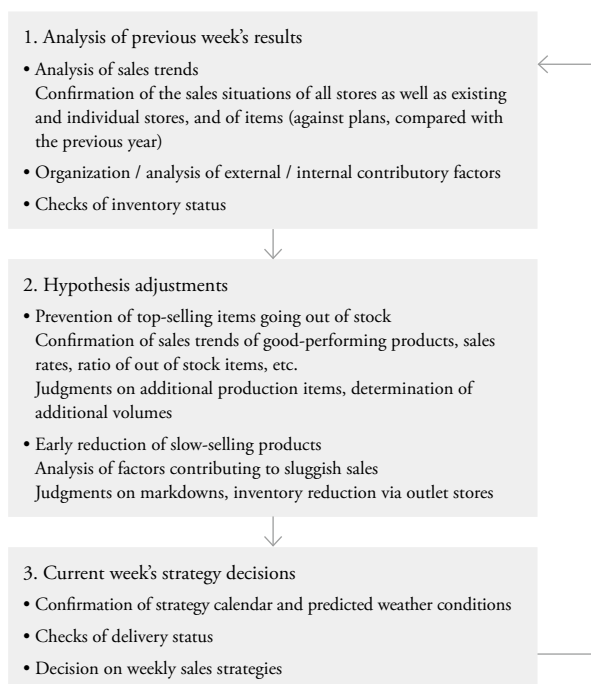 1. Analysis of previous week's results
• Analysis of sales trends
Confirmation of the sales situations of all stores as well as existing
and individual stores, and of items (against plans, compared with
the previous year)
• Organization / analysis of external / internal contributory factors
• Checks of inventory status
2. Hypothesis adjustments
• Prevention of top-selling items going out of stock
Confirmation of sales trends of good-performing products, sales
rates, ratio of out of stock items, etc.
Judgments on additional production items, determination of
additional volumes
• Early reduction of slow-selling products
Analysis of factors contributing to sluggish sales
Judgments on markdowns, inventory reduction via outlet stores
3. Current week's strategy decisions
• Confirmation of strategy calendar and predicted weather conditions
• Checks of delivery status
• Decision on weekly sales strategies